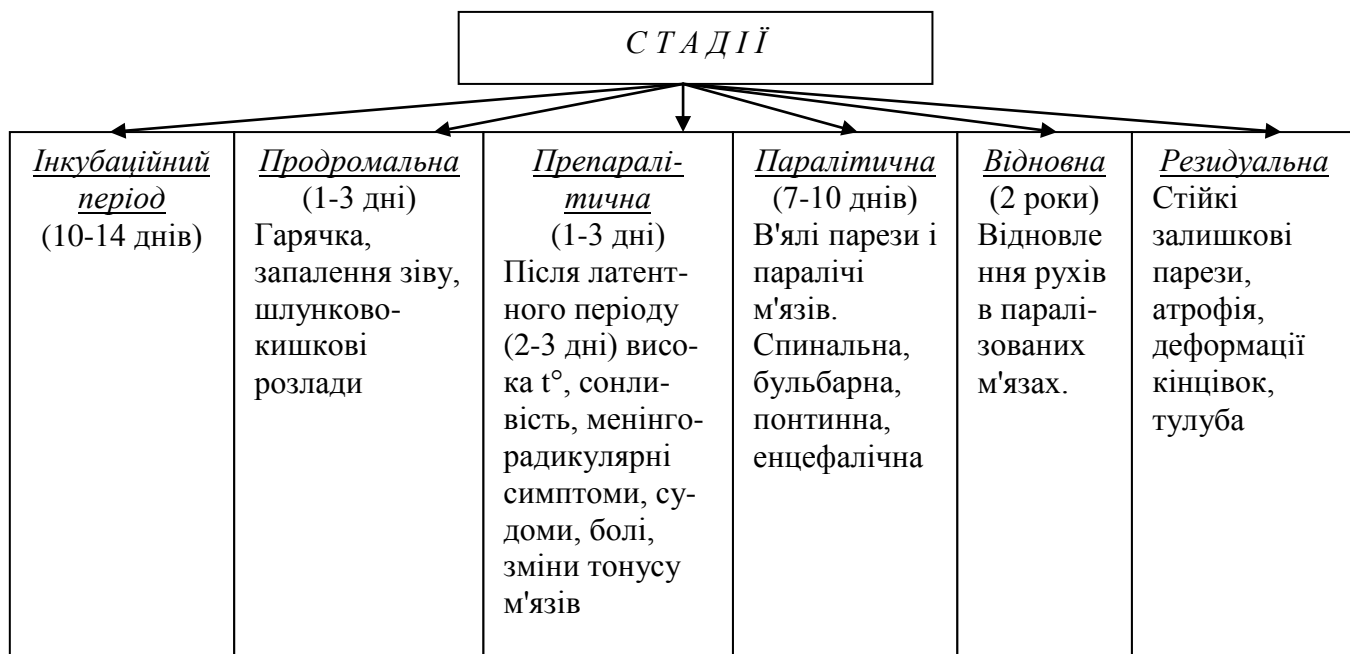 С Т А Д І Ї
Інкубаційний
період
(10-14 днів)
Продромальна
(1-3 дні)
Гарячка,
запалення зіву,
шлунково-
кишкові
розлади
Препаралі-
тична
(1-3 дні)
Після латент-
ного періоду
(2-3 дні) висо-
ка t°, сонли-
вість, менінго-
радикулярні
симптоми, су-
доми, болі,
зміни тонусу
м'язів
Паралітична
(7-10 днів)
В'ялі парези і
паралічі
м'язів.
Спинальна,
бульбарна,
понтинна,
енцефалічна
Відновна
(2 роки)
Відновле
ння рухів
в паралі-
зованих
м'язах.
Резидуальна
Стійкі
залишкові
парези,
атрофія,
деформації
кінцівок,
тулуба